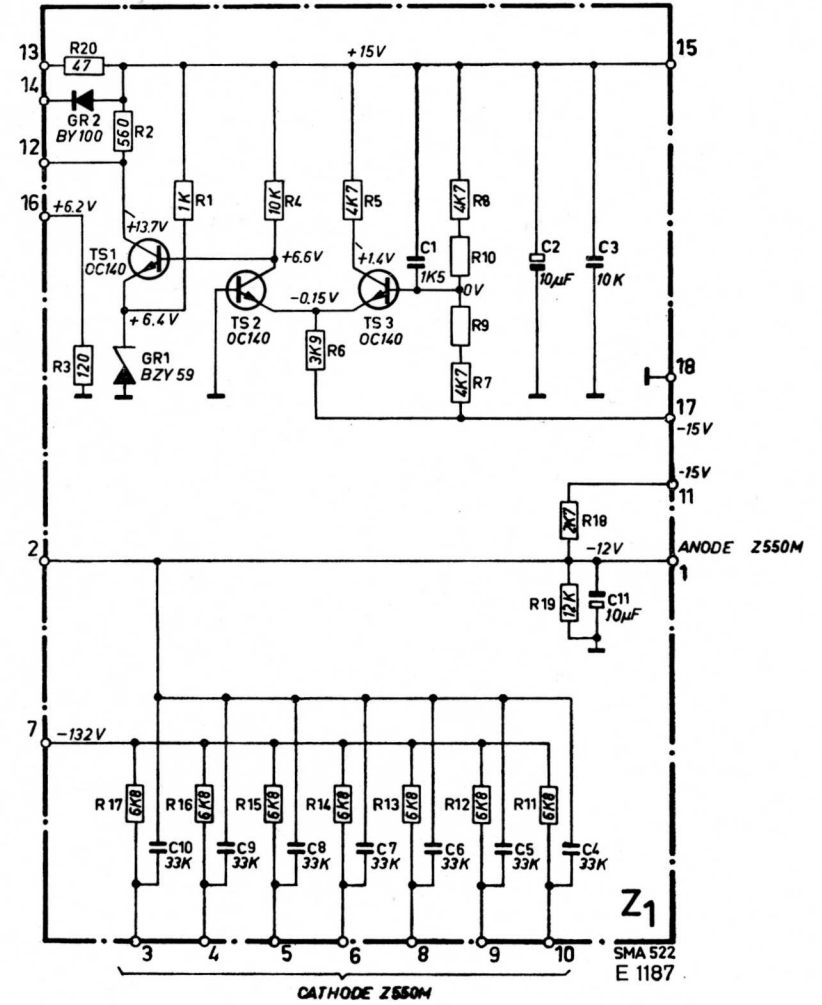 13 R20 +15V 15
47
14
GR2 BY100
560 R2
12
16 +6.2V
+13.7V
1K R1
10K R4
4K7 R5
4K7 R8
TS1 OC140
+6.6V
+1.4V
C1 1K5
R10
C2 10µF
C3 10K
TS2 OC140
-0.15V
TS3 OC140
0V
+6.4V
R9
R3 120
GR1 BZY59
3K9 R6
4K7 R7
18
17
-15V
-15V
11
2K7 R18
2
-12V
ANODE Z550M
1
R19 12K
C11 10µF
7 -132V
R17 6K8
R16 6K8
R15 6K8
R14 6K8
R13 6K8
R12 6K8
R11 6K8
C10 33K
C9 33K
C8 33K
C7 33K
C6 33K
C5 33K
C4 33K
Z1
3 4 5 6 8 9 10
SMA 522
E 1187
CATHODE Z550M